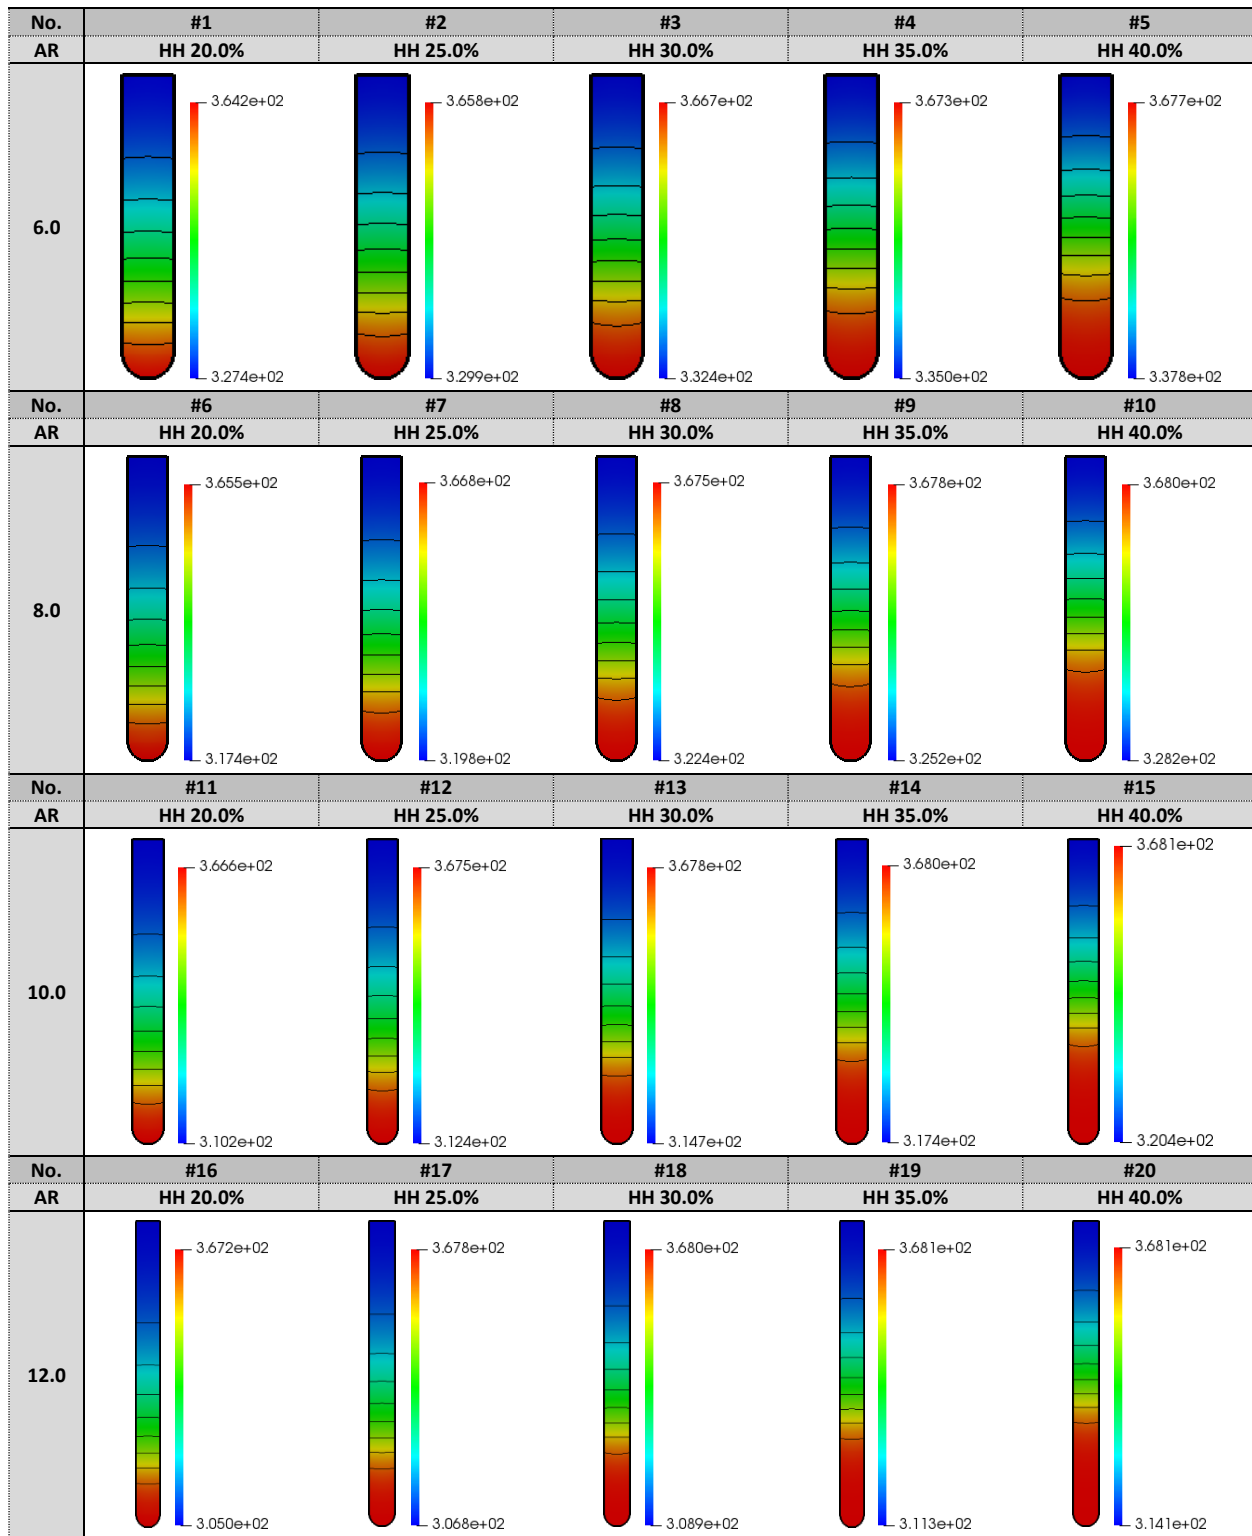 No. #1 #2 #3 #4 #5
AR HH 20.0% HH 25.0% HH 30.0% HH 35.0% HH 40.0%
3.642e+02 3.658e+02 3.667e+02 3.673e+02 3.677e+02
6.0
3.274e+02 3.299e+02 3.324e+02 3.350e+02 3.378e+02
No. #6 #7 #8 #9 #10
AR HH 20.0% HH 25.0% HH 30.0% HH 35.0% HH 40.0%
3.655e+02 3.668e+02 3.675e+02 3.678e+02 3.680e+02
8.0
3.174e+02 3.198e+02 3.224e+02 3.252e+02 3.282e+02
No. #11 #12 #13 #14 #15
AR HH 20.0% HH 25.0% HH 30.0% HH 35.0% HH 40.0%
3.666e+02 3.675e+02 3.678e+02 3.680e+02 3.681e+02
10.0
3.102e+02 3.124e+02 3.147e+02 3.174e+02 3.204e+02
No. #16 #17 #18 #19 #20
AR HH 20.0% HH 25.0% HH 30.0% HH 35.0% HH 40.0%
3.672e+02 3.678e+02 3.680e+02 3.681e+02 3.681e+02
12.0
3.050e+02 3.068e+02 3.089e+02 3.113e+02 3.141e+02